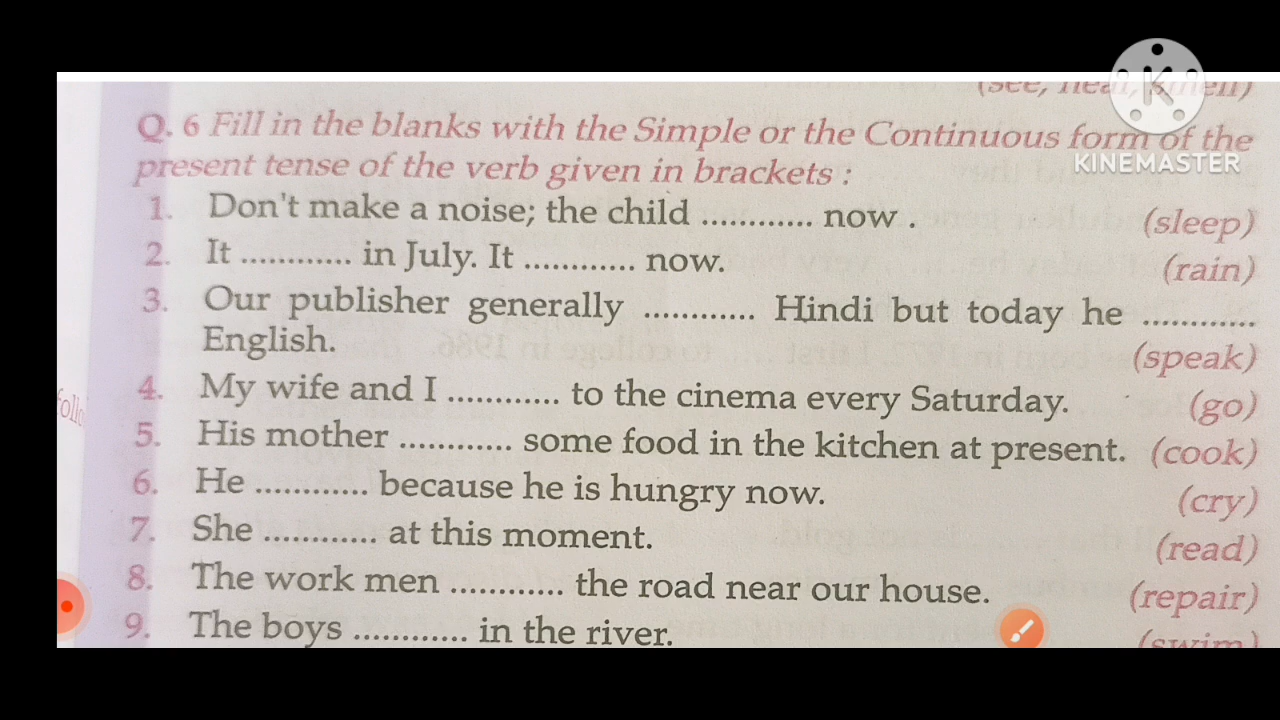 Q. 6 Fill in the blanks with the Simple or the Continuous form of the
present tense of the verb given in brackets :
1. Don't make a noise; the child ............ now . (sleep)
2. It ............ in July. It ............ now. (rain)
3. Our publisher generally ............ Hindi but today he ............
English. (speak)
4. My wife and I ............ to the cinema every Saturday. (go)
5. His mother ............ some food in the kitchen at present. (cook)
6. He ............ because he is hungry now. (cry)
7. She ............ at this moment. (read)
8. The work men ............ the road near our house. (repair)
9. The boys ............ in the river. (swim)
KINEMASTER